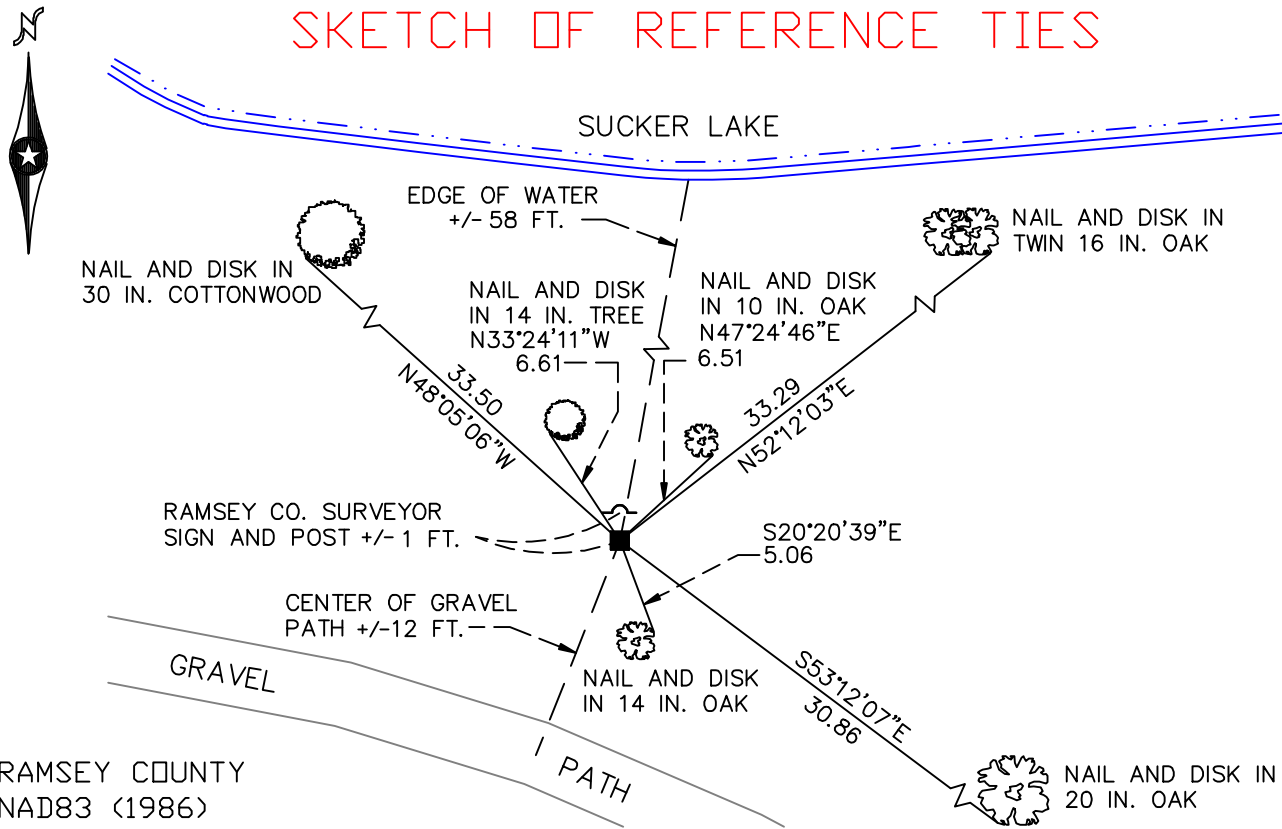 N
SKETCH OF REFERENCE TIES
SUCKER LAKE
EDGE OF WATER
+/- 58 FT.
NAIL AND DISK IN
TWIN 16 IN. OAK
NAIL AND DISK IN
30 IN. COTTONWOOD
NAIL AND DISK
IN 14 IN. TREE
N33°24'11"W
6.61
NAIL AND DISK
IN 10 IN. OAK
N47°24'46"E
6.51
33.50
N48°05'06"W
33.29
N52°12'03"E
RAMSEY CO. SURVEYOR
SIGN AND POST +/- 1 FT.
S20°20'39"E
5.06
CENTER OF GRAVEL
PATH +/-12 FT.
GRAVEL
PATH
NAIL AND DISK
IN 14 IN. OAK
S53°12'07"E
30.86
NAIL AND DISK IN
20 IN. OAK
RAMSEY COUNTY
NAD83 (1986)